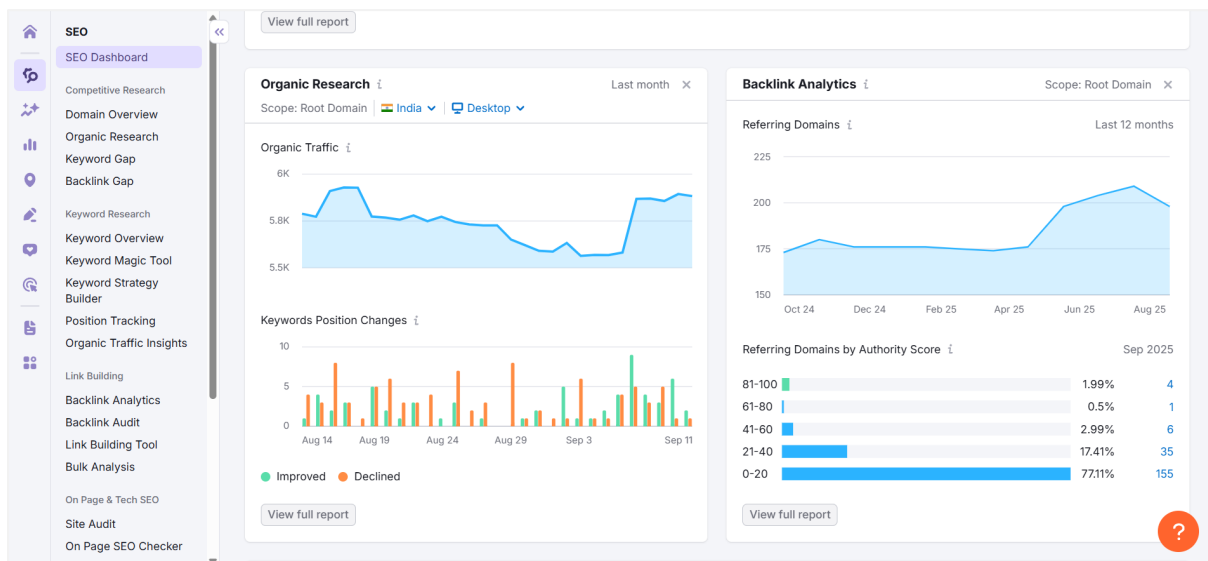 SEO
SEO Dashboard
Competitive Research
Domain Overview
Organic Research
Keyword Gap
Backlink Gap
Keyword Research
Keyword Overview
Keyword Magic Tool
Keyword Strategy
Builder
Position Tracking
Organic Traffic Insights
Link Building
Backlink Analytics
Backlink Audit
Link Building Tool
Bulk Analysis
On Page & Tech SEO
Site Audit
On Page SEO Checker
View full report
Organic Research i Last month ×
Scope: Root Domain India Desktop
Organic Traffic i
6K
5.8K
5.5K
Keywords Position Changes i
10
5
0
Aug 14 Aug 19 Aug 24 Aug 29 Sep 3 Sep 11
Improved Declined
View full report
Backlink Analytics i Scope: Root Domain ×
Referring Domains i Last 12 months
225
200
175
150
Oct 24 Dec 24 Feb 25 Apr 25 Jun 25 Aug 25
Referring Domains by Authority Score i Sep 2025
81-100 1.99% 4
61-80 0.5% 1
41-60 2.99% 6
21-40 17.41% 35
0-20 77.11% 155
View full report
?